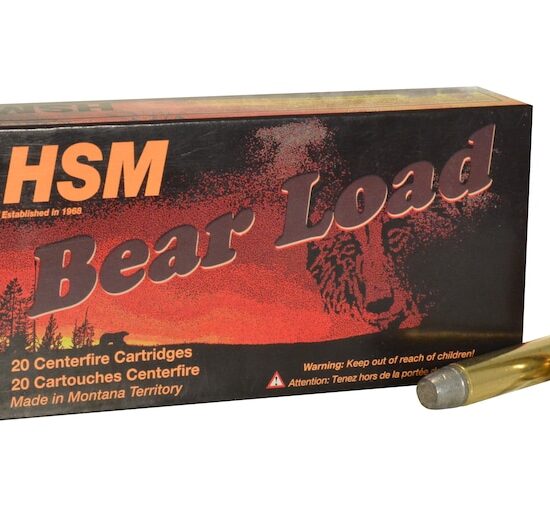 HSM
HSM
Established in 1968
Bear Load
20 Centerfire Cartridges
20 Cartouches Centerfire
Made in Montana Territory
Warning: Keep out of reach of children!
Attention: Tenez hors de la portée